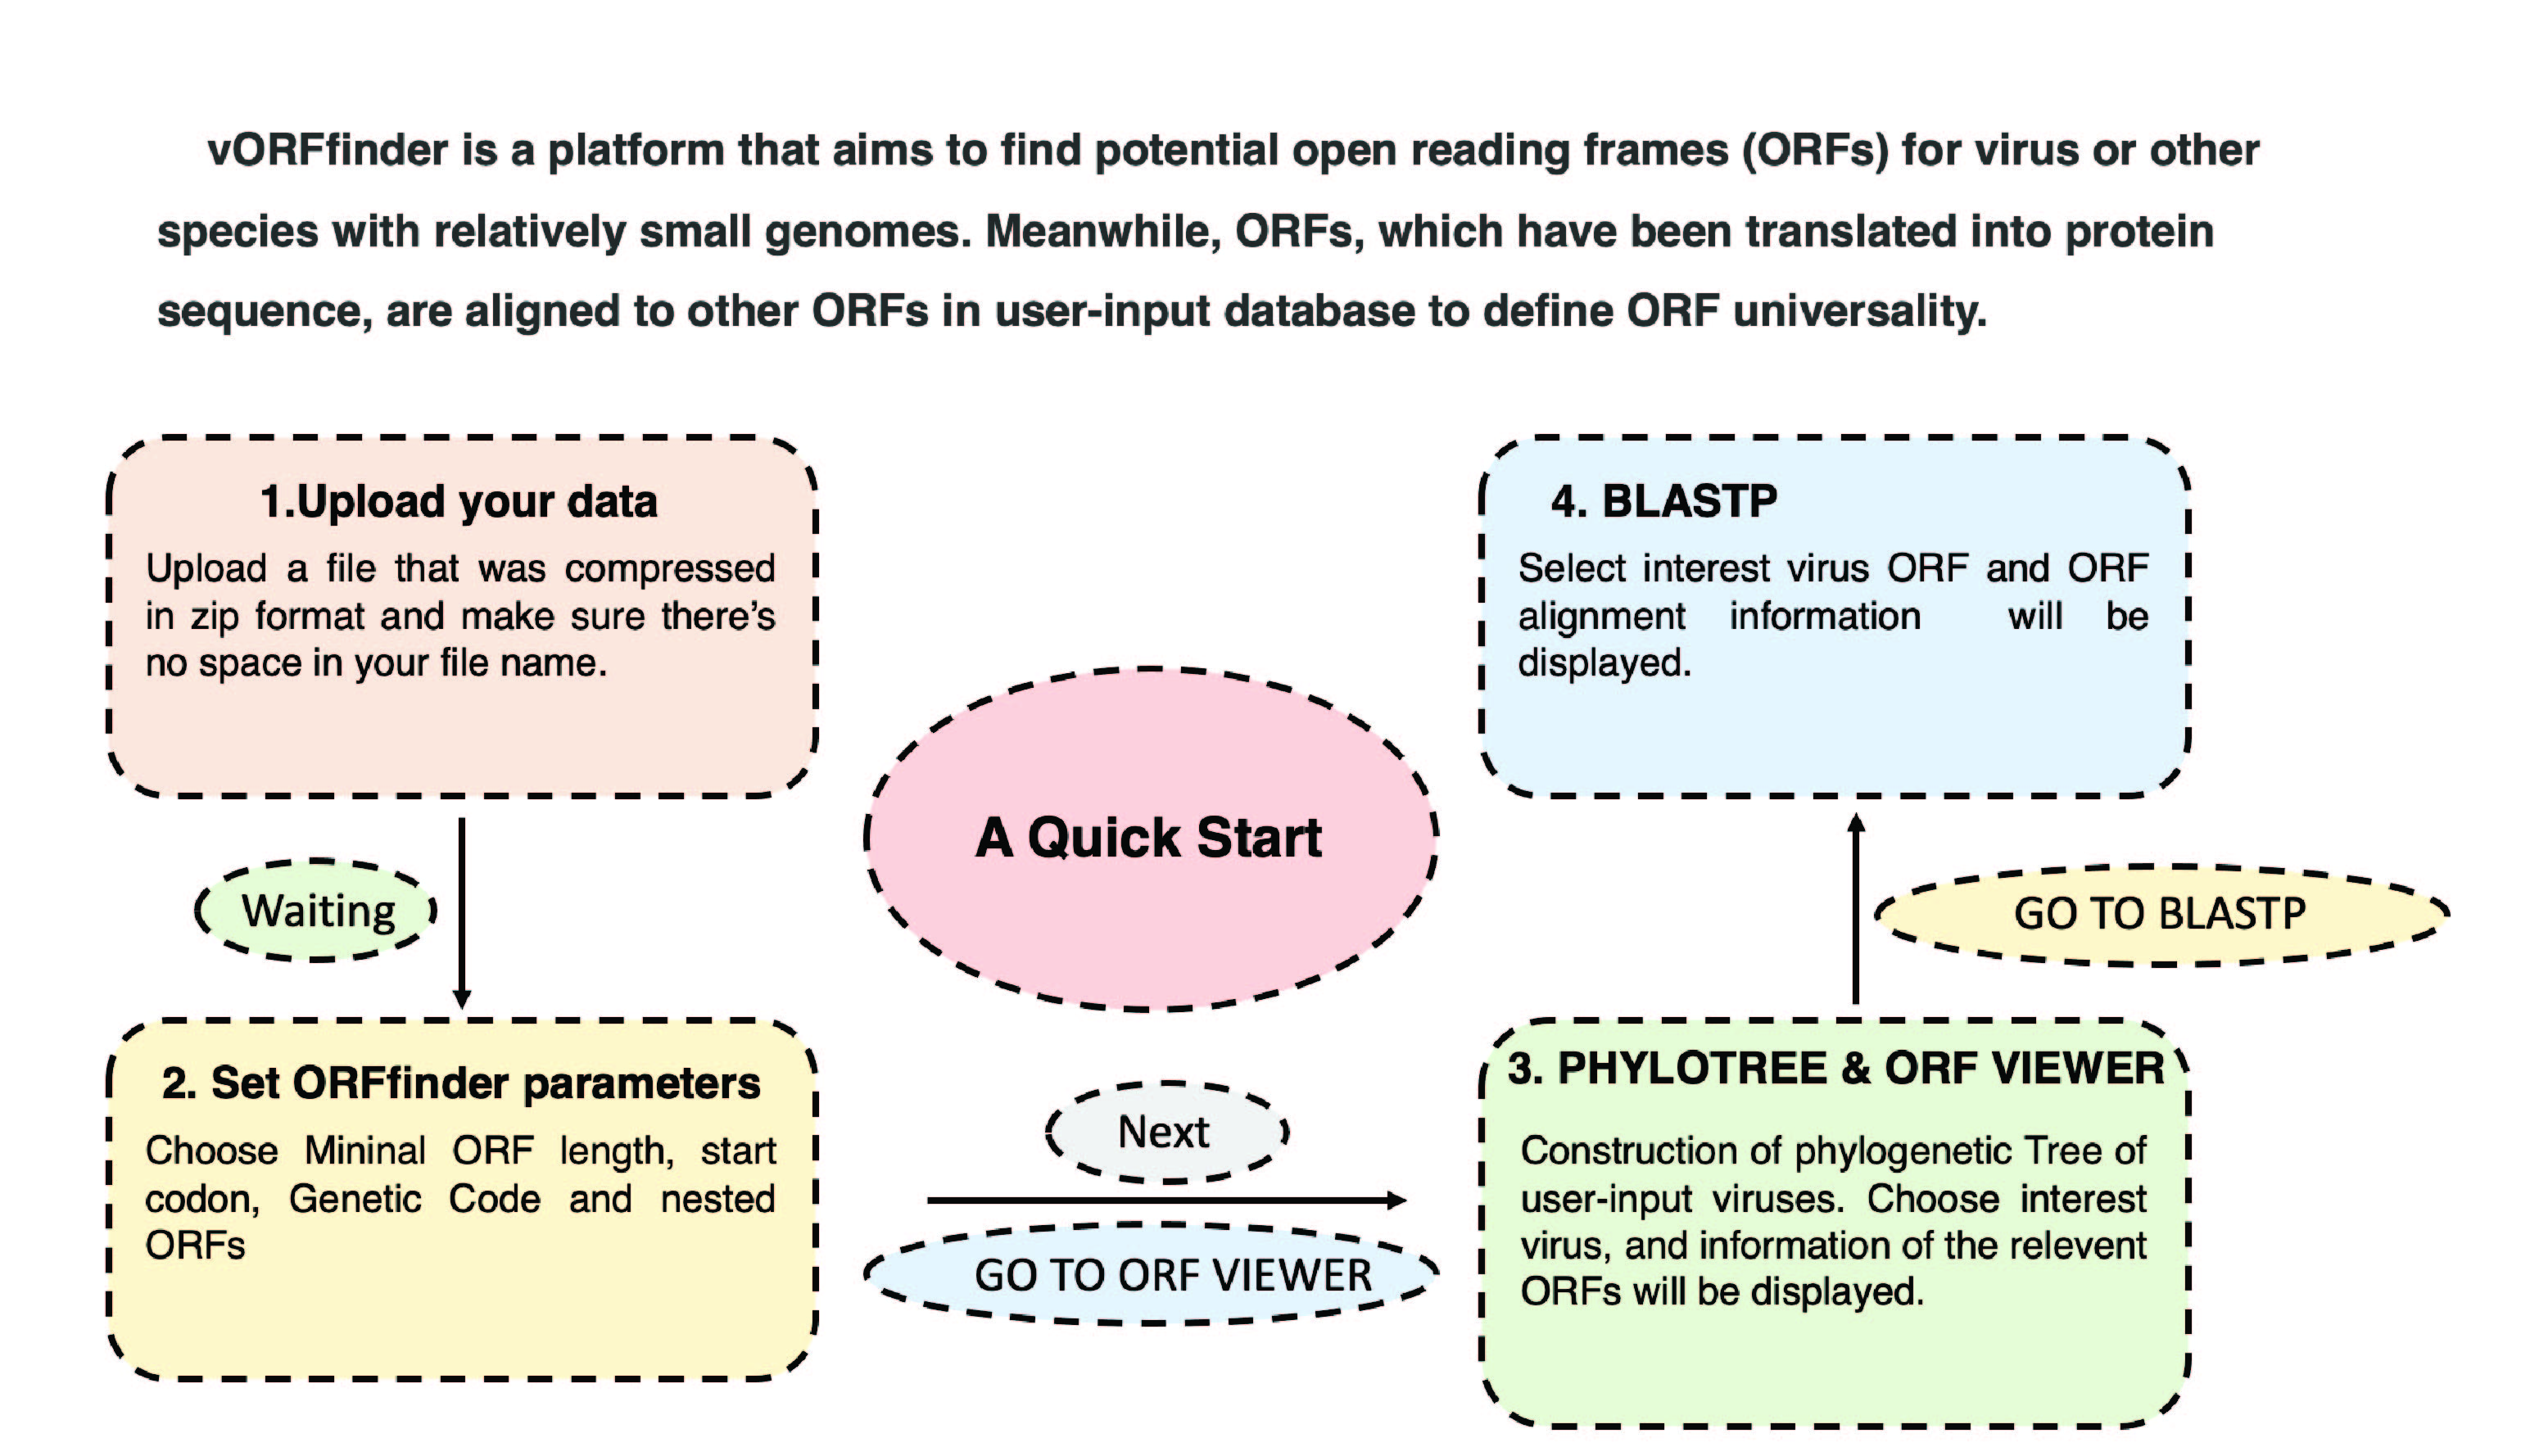 vORFfinder is a platform that aims to find potential open reading frames (ORFs) for virus or other
species with relatively small genomes. Meanwhile, ORFs, which have been translated into protein
sequence, are aligned to other ORFs in user-input database to define ORF universality.
1.Upload your data
Upload a file that was compressed
in zip format and make sure there’s
no space in your file name.
Waiting
2. Set ORFfinder parameters
Choose Mininal ORF length, start
codon, Genetic Code and nested
ORFs
A Quick Start
Next
GO TO ORF VIEWER
3. PHYLOTREE & ORF VIEWER
Construction of phylogenetic Tree of
user-input viruses. Choose interest
virus, and information of the relevent
ORFs will be displayed.
GO TO BLASTP
4. BLASTP
Select interest virus ORF and ORF
alignment information will be
displayed.